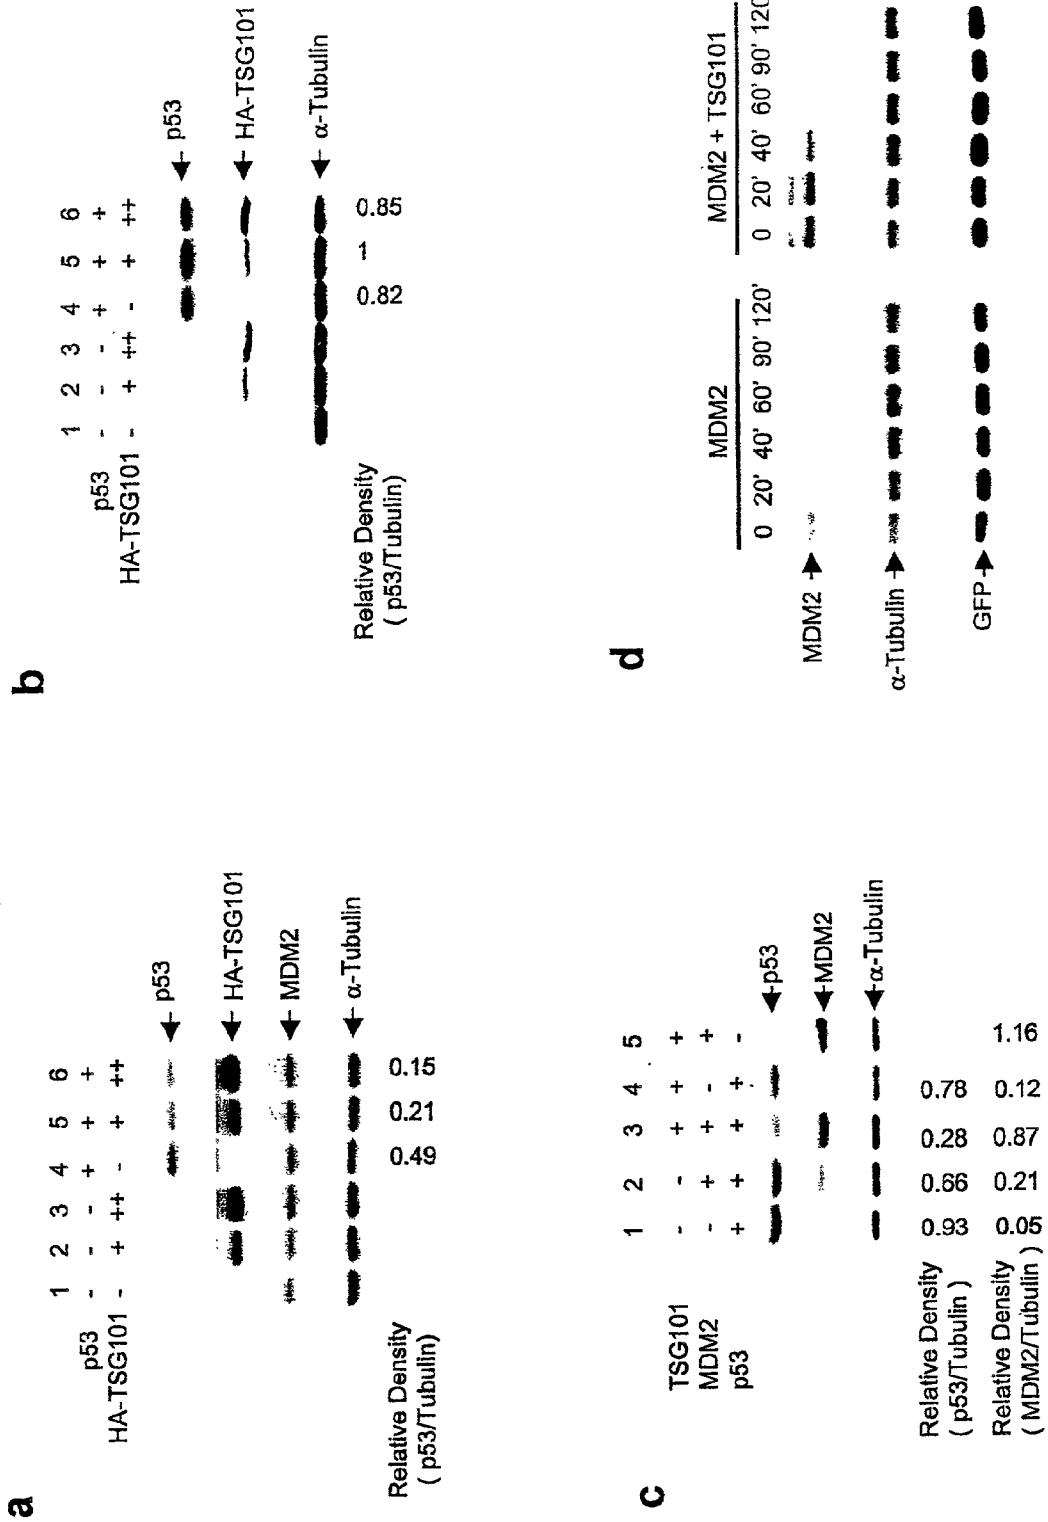 a
1 2 3 4 5 6
p53 - - - + + +
HA-TSG101 - + ++ - + ++
p53
HA-TSG101
MDM2
α-Tubulin
Relative Density
( p53/Tubulin) 0.49 0.21 0.15
b
1 2 3 4 5 6
p53 - - - + + +
HA-TSG101 - + ++ - + ++
p53
HA-TSG101
α-Tubulin
Relative Density
( p53/Tubulin) 0.82 1 0.85
c
1 2 3 4 5
TSG101 - - + + +
MDM2 - + + - +
p53 + + + + -
p53
MDM2
α-Tubulin
Relative Density
( p53/Tubulin ) 0.93 0.66 0.28 0.78
Relative Density
( MDM2/Tubulin ) 0.05 0.21 0.87 0.12 1.16
d
MDM2 MDM2 + TSG101
0 20' 40' 60' 90' 120' 0 20' 40' 60' 90' 120
MDM2
α-Tubulin
GFP